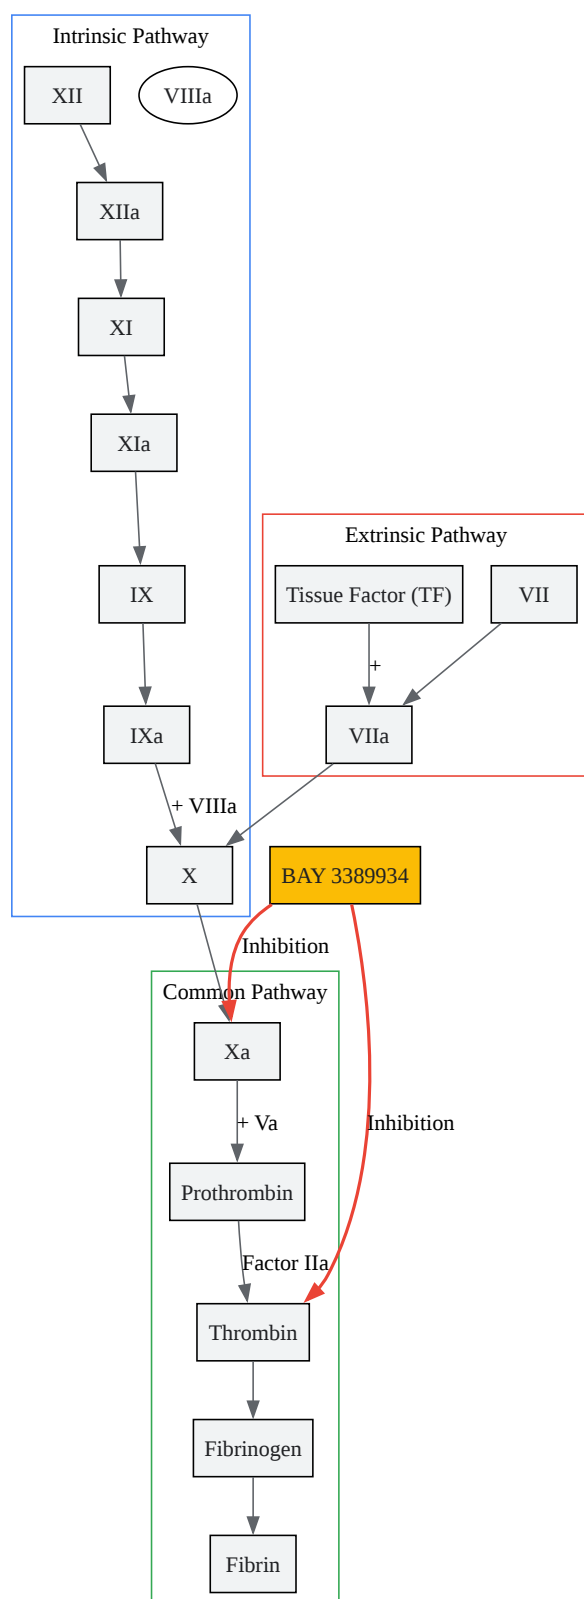 Intrinsic Pathway
XII
VIIIa
XIIa
XI
XIa
IX
IXa
+ VIIIa
X
Extrinsic Pathway
Tissue Factor (TF)
VII
+
VIIa
BAY 3389934
Inhibition
Common Pathway
Xa
+ Va
Inhibition
Prothrombin
Factor IIa
Thrombin
Fibrinogen
Fibrin